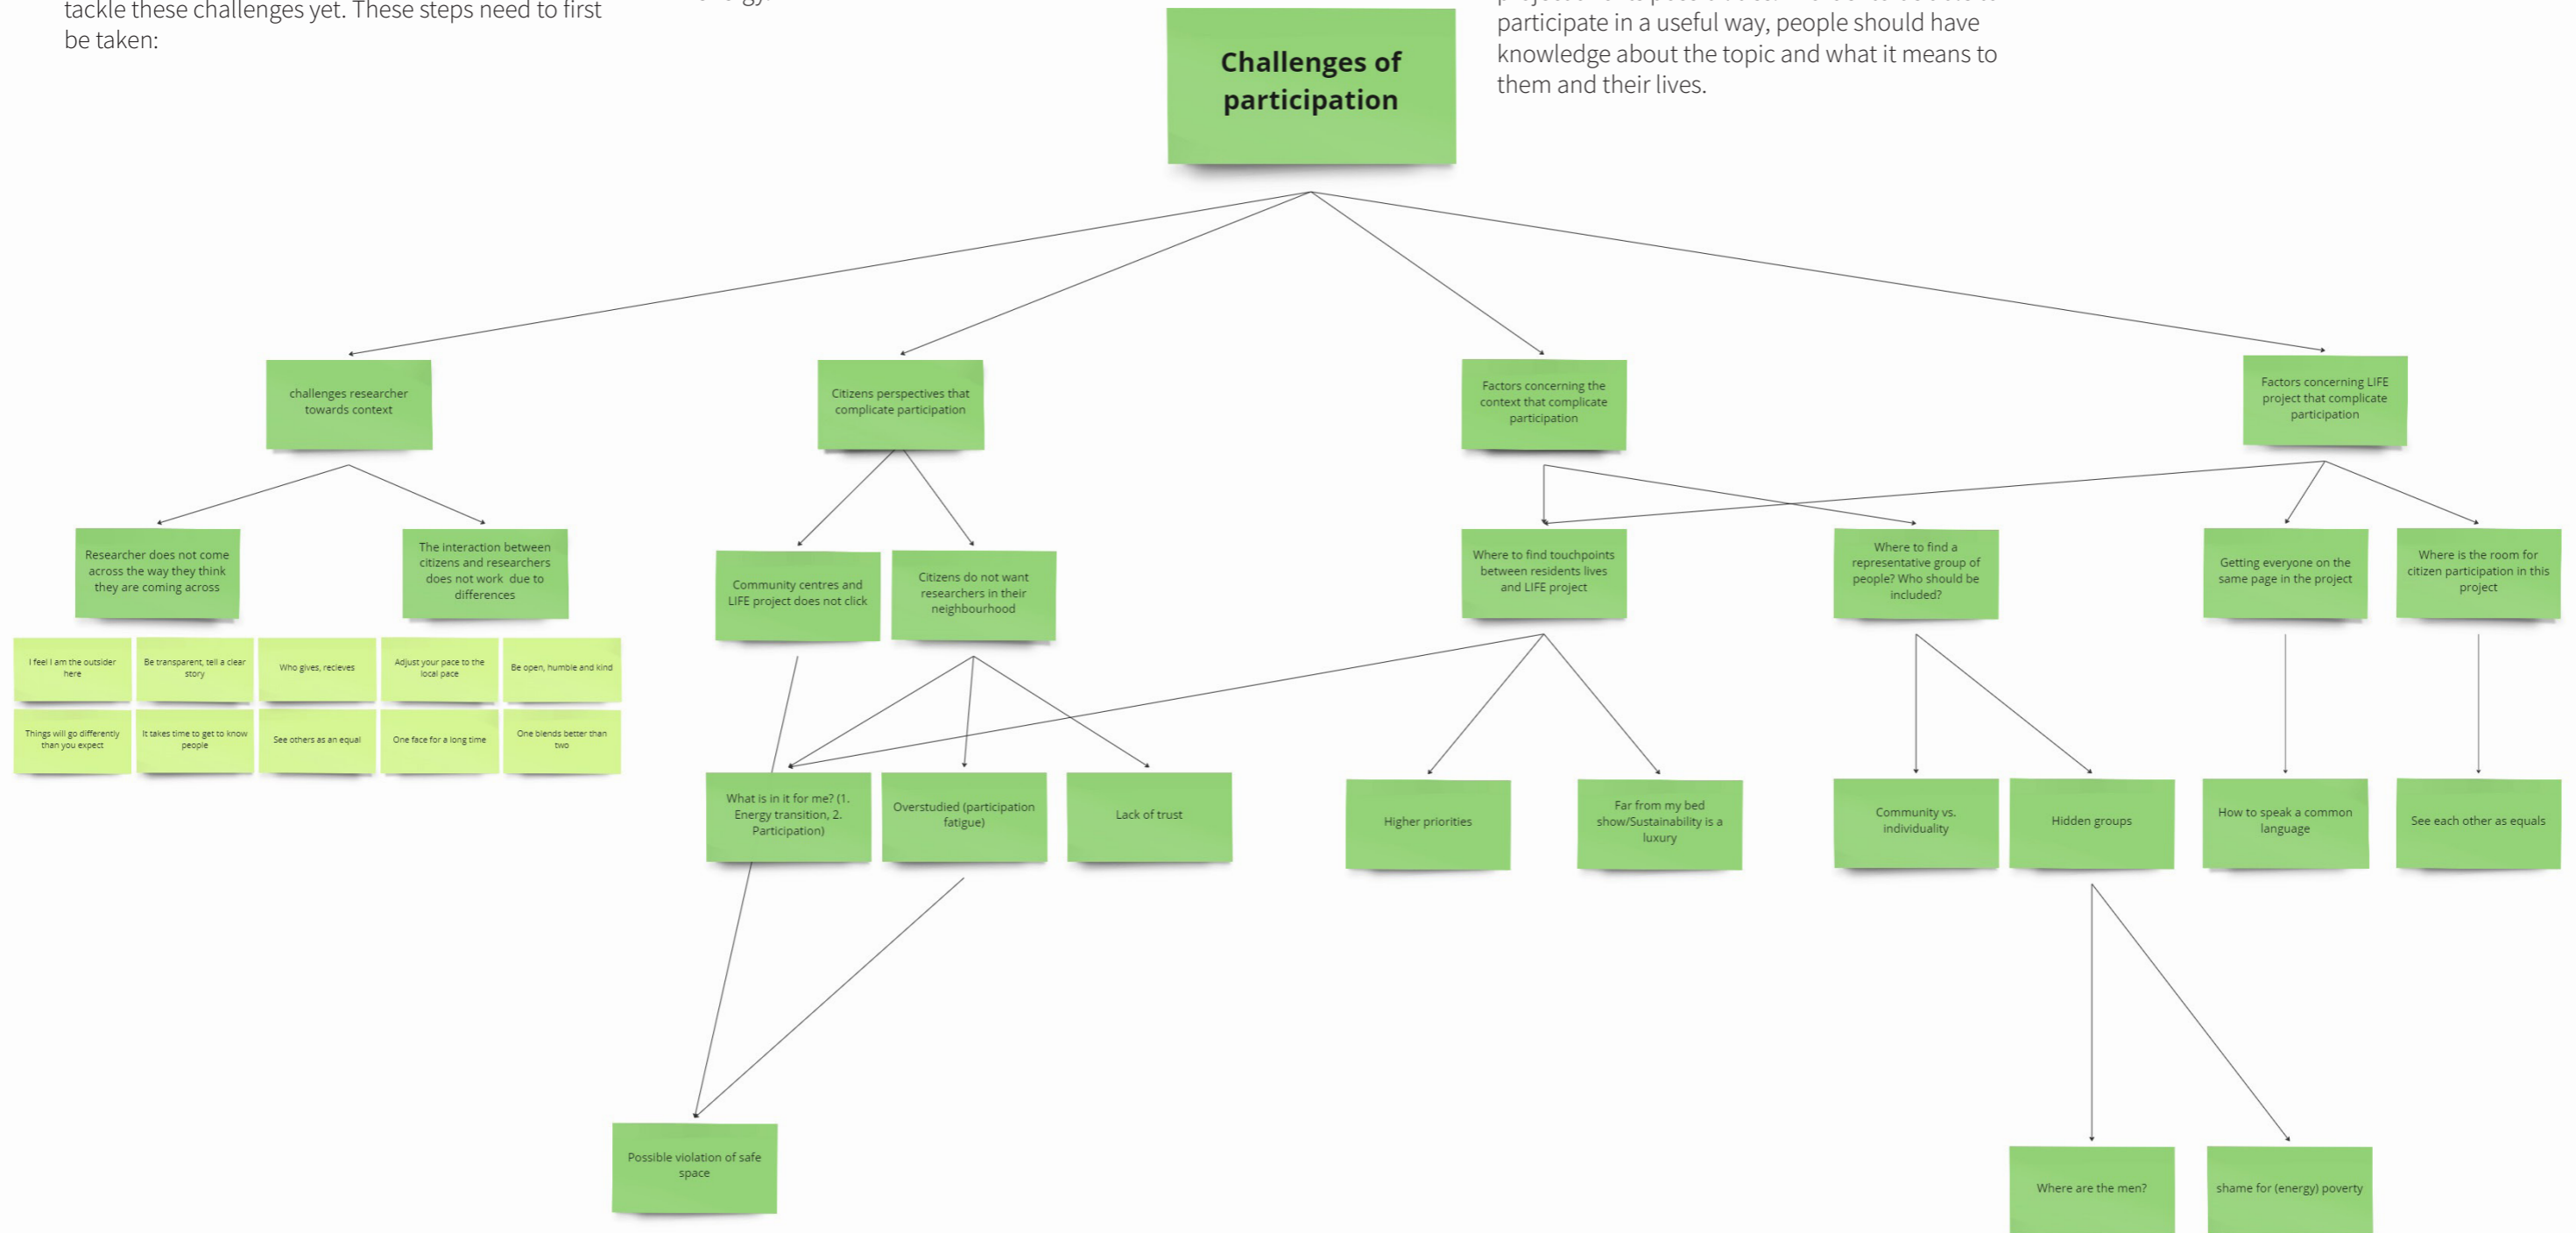 tackle these challenges yet. These steps need to first
be taken:
participate in a useful way, people should have
knowledge about the topic and what it means to
them and their lives.
Challenges of
participation
challenges researcher
towards context
Citizens perspectives that
complicate participation
Factors concerning the
context that complicate
participation
Factors concerning LIFE
project that complicate
participation
Researcher does not come
across the way they think
they are coming across
The interaction between
citizens and researchers
does not work due to
differences
Community centres and
LIFE project does not click
Citizens do not want
researchers in their
neighbourhood
Where to find touchpoints
between residents lives
and LIFE project
Where to find a
representative group of
people? Who should be
included?
Getting everyone on the
same page in the project
Where is the room for
citizen participation in this
project
I feel I am the outsider
here
Be transparent, tell a clear
story
Who gives, recieves
Adjust your pace to the
local pace
Be open, humble and kind
Things will go differently
than you expect
It takes time to get to know
people
See others as an equal
One face for a long time
One blends better than
two
What is in it for me? (1.
Energy transition, 2.
Participation)
Overstudied (participation
fatigue)
Lack of trust
Higher priorities
Far from my bed
show/Sustainability is a
luxury
Community vs.
individuality
Hidden groups
How to speak a common
language
See each other as equals
Possible violation of safe
space
Where are the men?
shame for (energy) poverty